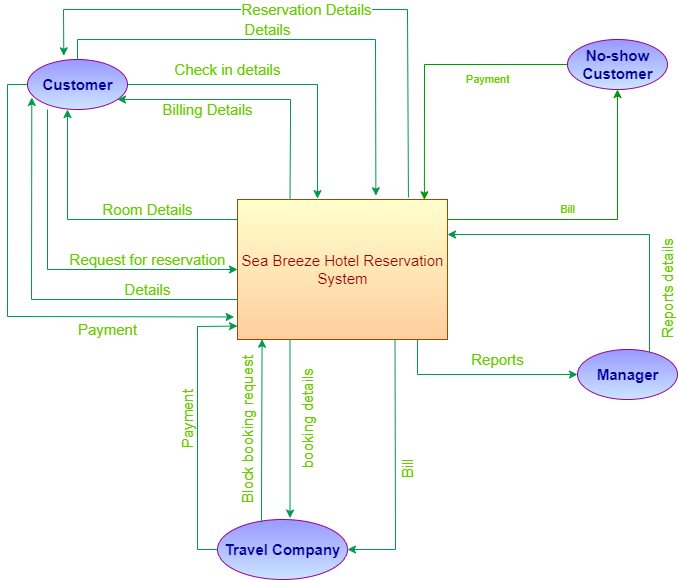 Reservation Details
Details
No-show
Customer
Check in details
Payment
Customer
Billing Details
Room Details
Bill
Reports details
Sea Breeze Hotel Reservation
System
Request for reservation
Details
Payment
Reports
Manager
Payment
Block booking request
booking details
Bill
Travel Company